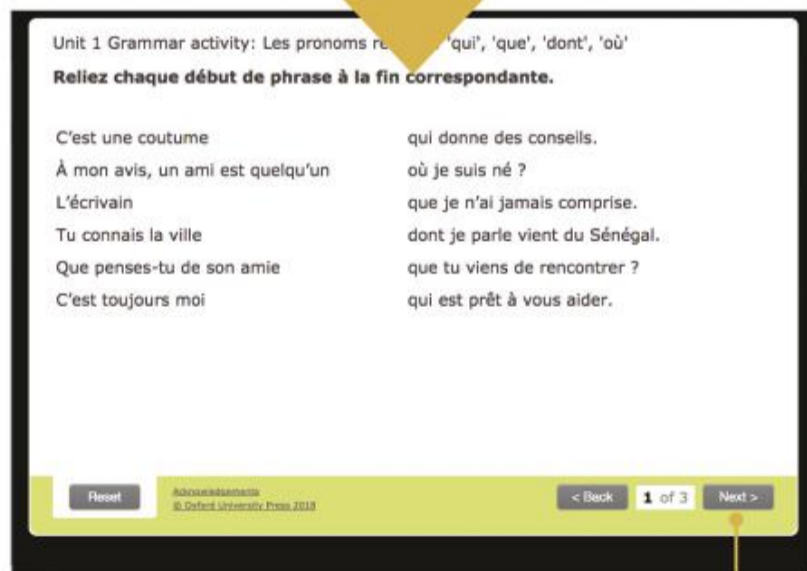 Unit 1 Grammar activity: Les pronoms 'qui', 'que', 'dont', 'où'
Reliez chaque début de phrase à la fin correspondante.
C'est une coutume
qui donne des conseils.
À mon avis, un ami est quelqu'un
où je suis né ?
L'écrivain
que je n'ai jamais comprise.
Tu connais la ville
dont je parle vient du Sénégal.
Que penses-tu de son amie
que tu viens de rencontrer ?
C'est toujours moi
qui est prêt à vous aider.
Reset
Acknowledgements
© Oxford University Press 2018
< Back
1 of 3
Next >